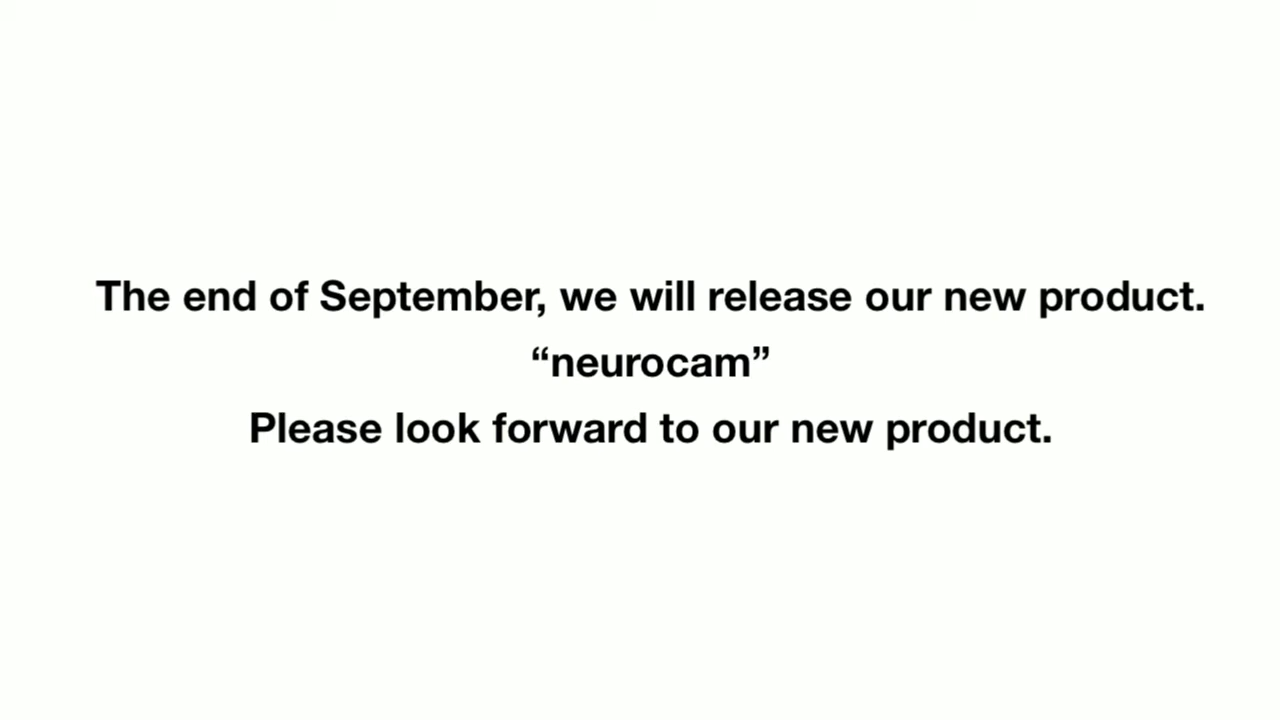 The end of September, we will release our new product.
“neurocam”
Please look forward to our new product.